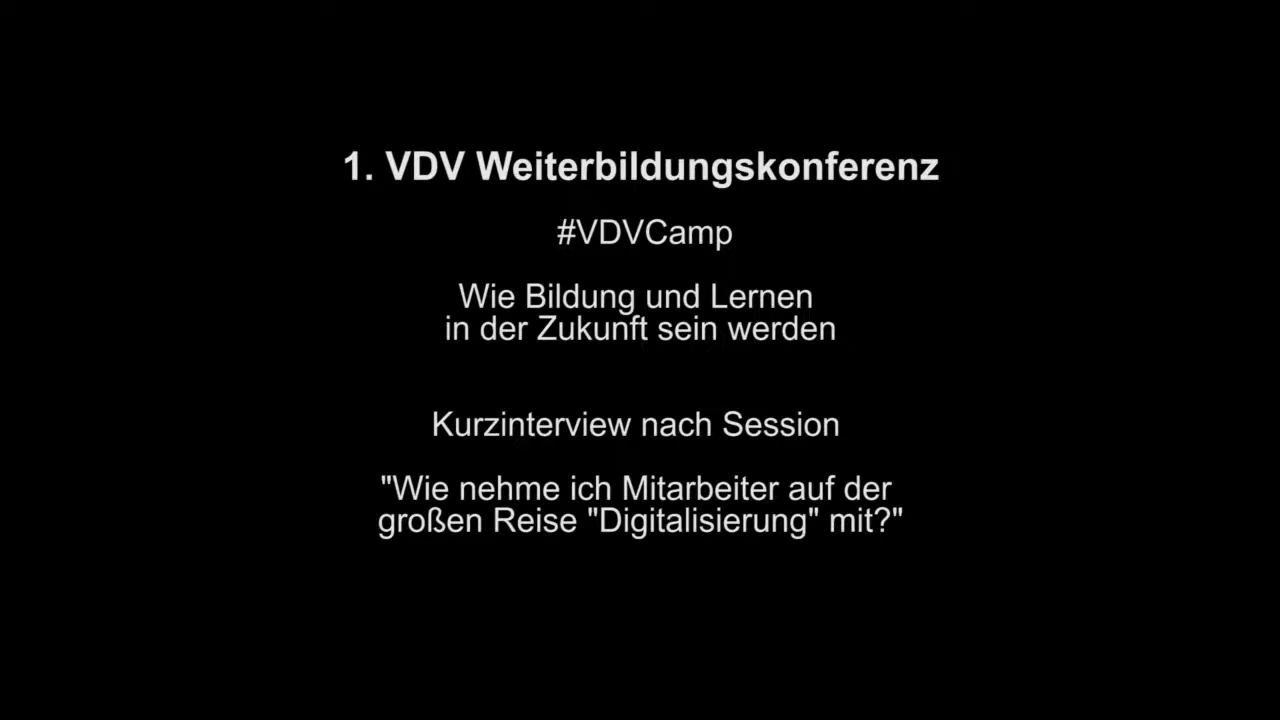 1. VDV Weiterbildungskonferenz
#VDVCamp
Wie Bildung und Lernen
in der Zukunft sein werden
Kurzinterview nach Session
"Wie nehme ich Mitarbeiter auf der
großen Reise "Digitalisierung" mit?"